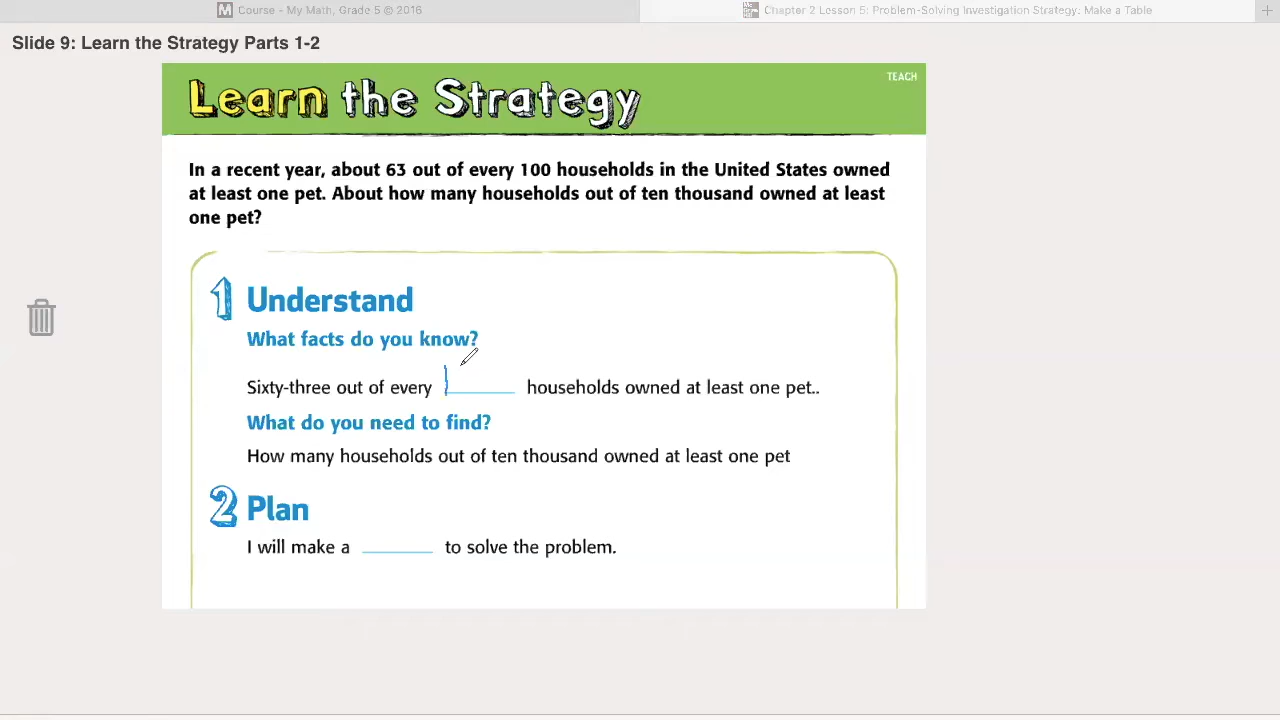 Course - My Math, Grade 5 © 2016
Chapter 2 Lesson 5: Problem-Solving Investigation Strategy: Make a Table
Slide 9: Learn the Strategy Parts 1-2
TEACH
Learn the Strategy
In a recent year, about 63 out of every 100 households in the United States owned
at least one pet. About how many households out of ten thousand owned at least
one pet?
1 Understand
What facts do you know?
Sixty-three out of every 1 households owned at least one pet..
What do you need to find?
How many households out of ten thousand owned at least one pet
2 Plan
I will make a to solve the problem.